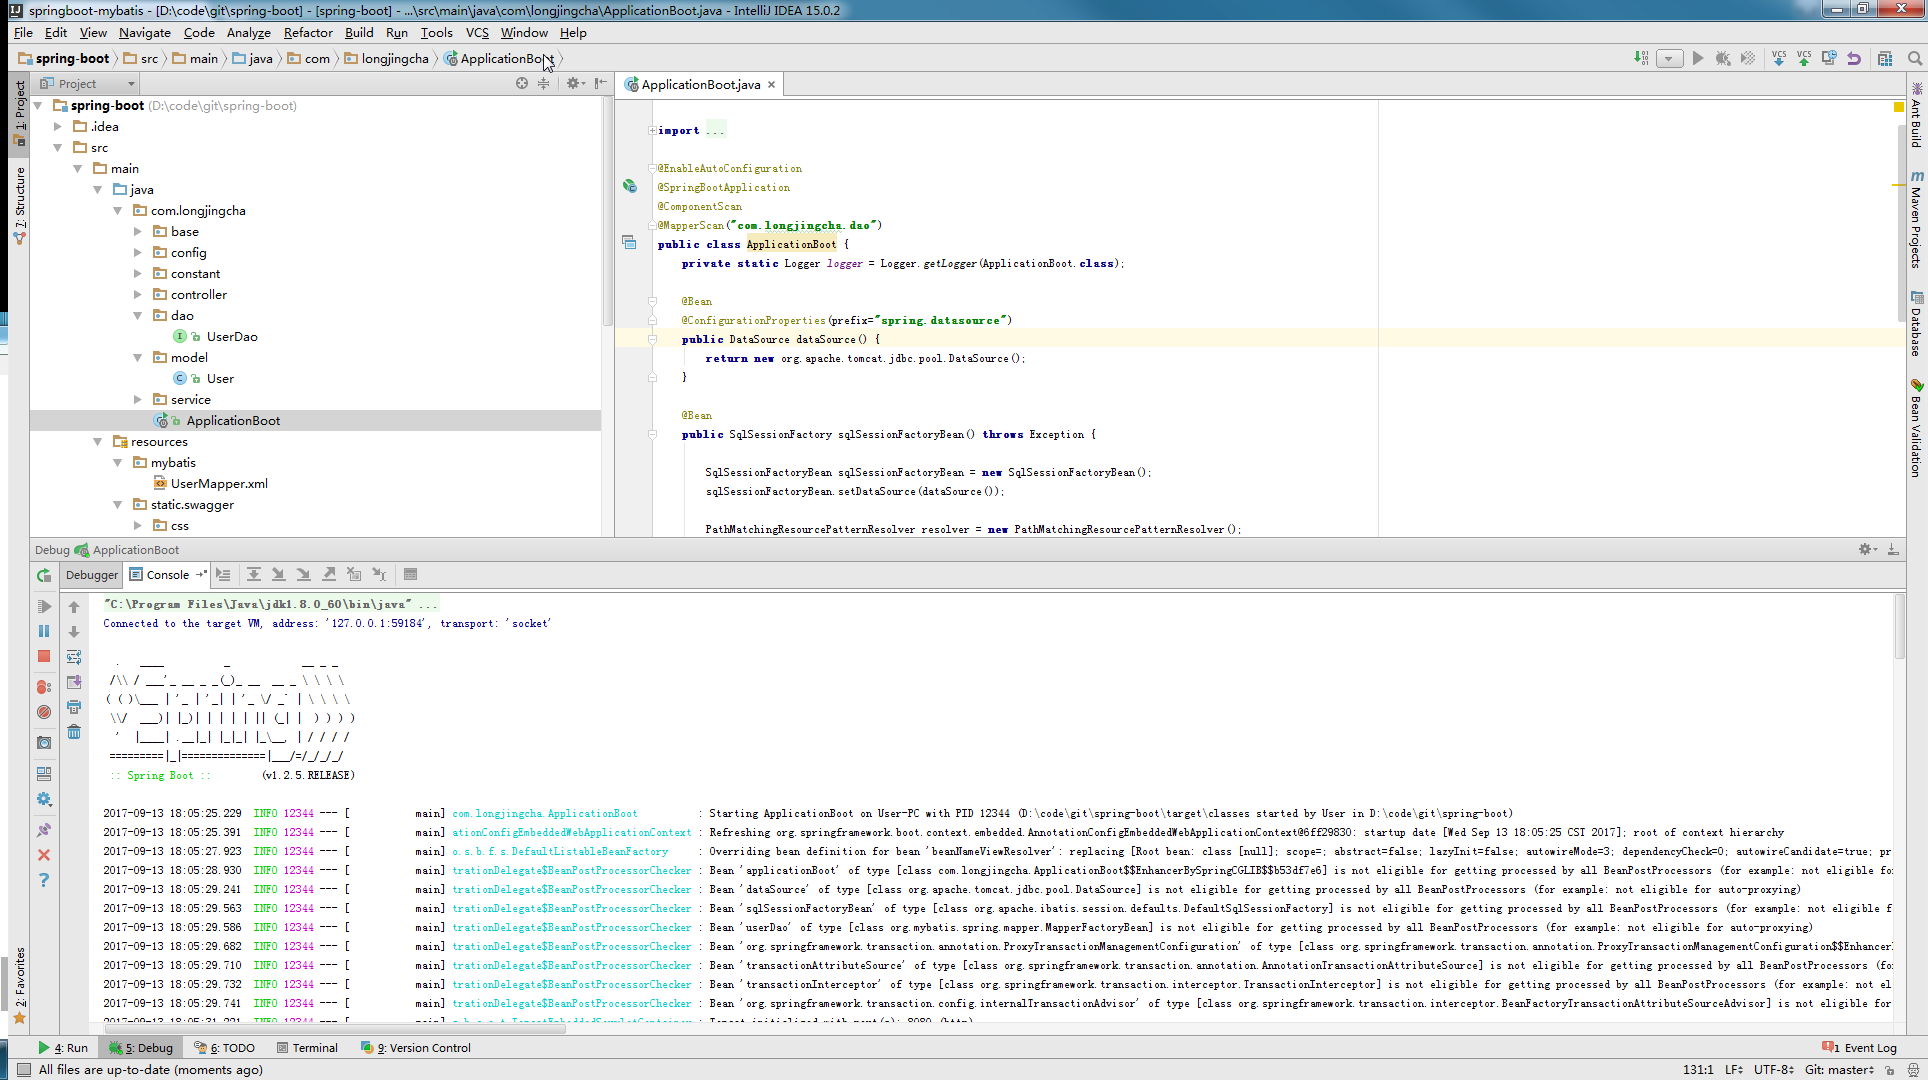 springboot-mybatis - [D:\code\git\spring-boot] - [spring-boot] - ...\src\main\java\com\longjingcha\ApplicationBoot.java - IntelliJ IDEA 15.0.2
File Edit View Navigate Code Analyze Refactor Build Run Tools VCS Window Help
spring-boot src main java com longjingcha ApplicationBoot
Project
ApplicationBoot.java
1: Project
7: Structure
2: Favorites
Ant Build
Maven Projects
Database
Bean Validation
spring-boot (D:\code\git\spring-boot)
.idea
src
main
java
com.longjingcha
base
config
constant
controller
dao
UserDao
model
User
service
ApplicationBoot
resources
mybatis
UserMapper.xml
static.swagger
css
import ...
@EnableAutoConfiguration
@SpringBootApplication
@ComponentScan
@MapperScan("com.longjingcha.dao")
public class ApplicationBoot {
private static Logger logger = Logger.getLogger(ApplicationBoot.class);
@Bean
@ConfigurationProperties(prefix="spring.datasource")
public DataSource dataSource() {
return new org.apache.tomcat.jdbc.pool.DataSource();
}
@Bean
public SqlSessionFactory sqlSessionFactoryBean() throws Exception {
SqlSessionFactoryBean sqlSessionFactoryBean = new SqlSessionFactoryBean();
sqlSessionFactoryBean.setDataSource(dataSource());
PathMatchingResourcePatternResolver resolver = new PathMatchingResourcePatternResolver();
Debug ApplicationBoot
Debugger Console
"C:\Program Files\Java\jdk1.8.0_60\bin\java" ...
Connected to the target VM, address: '127.0.0.1:59184', transport: 'socket'
:: Spring Boot :: (v1.2.5.RELEASE)
2017-09-13 18:05:25.229 INFO 12344 --- [ main] com.longjingcha.ApplicationBoot : Starting ApplicationBoot on User-PC with PID 12344 (D:\code\git\spring-boot\target\classes started by User in D:\code\git\spring-boot)
2017-09-13 18:05:25.391 INFO 12344 --- [ main] ationConfigEmbeddedWebApplicationContext : Refreshing org.springframework.boot.context.embedded.AnnotationConfigEmbeddedWebApplicationContext@6ff29830: startup date [Wed Sep 13 18:05:25 CST 2017]; root of context hierarchy
2017-09-13 18:05:27.923 INFO 12344 --- [ main] o.s.b.f.s.DefaultListableBeanFactory : Overriding bean definition for bean 'beanNameViewResolver': replacing [Root bean: class [null]; scope=; abstract=false; lazyInit=false; autowireMode=3; dependencyCheck=0; autowireCandidate=true; pr
2017-09-13 18:05:28.930 INFO 12344 --- [ main] trationDelegate$BeanPostProcessorChecker : Bean 'applicationBoot' of type [class com.longjingcha.ApplicationBoot$$EnhancerBySpringCGLIB$$b53df7e6] is not eligible for getting processed by all BeanPostProcessors (for example: not eligible fo
2017-09-13 18:05:29.241 INFO 12344 --- [ main] trationDelegate$BeanPostProcessorChecker : Bean 'dataSource' of type [class org.apache.tomcat.jdbc.pool.DataSource] is not eligible for getting processed by all BeanPostProcessors (for example: not eligible for auto-proxying)
2017-09-13 18:05:29.563 INFO 12344 --- [ main] trationDelegate$BeanPostProcessorChecker : Bean 'sqlSessionFactoryBean' of type [class org.apache.ibatis.session.defaults.DefaultSqlSessionFactory] is not eligible for getting processed by all BeanPostProcessors (for example: not eligible f
2017-09-13 18:05:29.586 INFO 12344 --- [ main] trationDelegate$BeanPostProcessorChecker : Bean 'userDao' of type [class org.mybatis.spring.mapper.MapperFactoryBean] is not eligible for getting processed by all BeanPostProcessors (for example: not eligible for auto-proxying)
2017-09-13 18:05:29.682 INFO 12344 --- [ main] trationDelegate$BeanPostProcessorChecker : Bean 'org.springframework.transaction.annotation.ProxyTransactionManagementConfiguration' of type [class org.springframework.transaction.annotation.ProxyTransactionManagementConfiguration$$Enhancer
2017-09-13 18:05:29.710 INFO 12344 --- [ main] trationDelegate$BeanPostProcessorChecker : Bean 'transactionAttributeSource' of type [class org.springframework.transaction.annotation.AnnotationTransactionAttributeSource] is not eligible for getting processed by all BeanPostProcessors (fo
2017-09-13 18:05:29.732 INFO 12344 --- [ main] trationDelegate$BeanPostProcessorChecker : Bean 'transactionInterceptor' of type [class org.springframework.transaction.interceptor.TransactionInterceptor] is not eligible for getting processed by all BeanPostProcessors (for example: not el
2017-09-13 18:05:29.741 INFO 12344 --- [ main] trationDelegate$BeanPostProcessorChecker : Bean 'org.springframework.transaction.config.internalTransactionAdvisor' of type [class org.springframework.transaction.interceptor.BeanFactoryTransactionAttributeSourceAdvisor] is not eligible for
4: Run 5: Debug 6: TODO Terminal 9: Version Control 1 Event Log
All files are up-to-date (moments ago) 131:1 LF UTF-8 Git: master